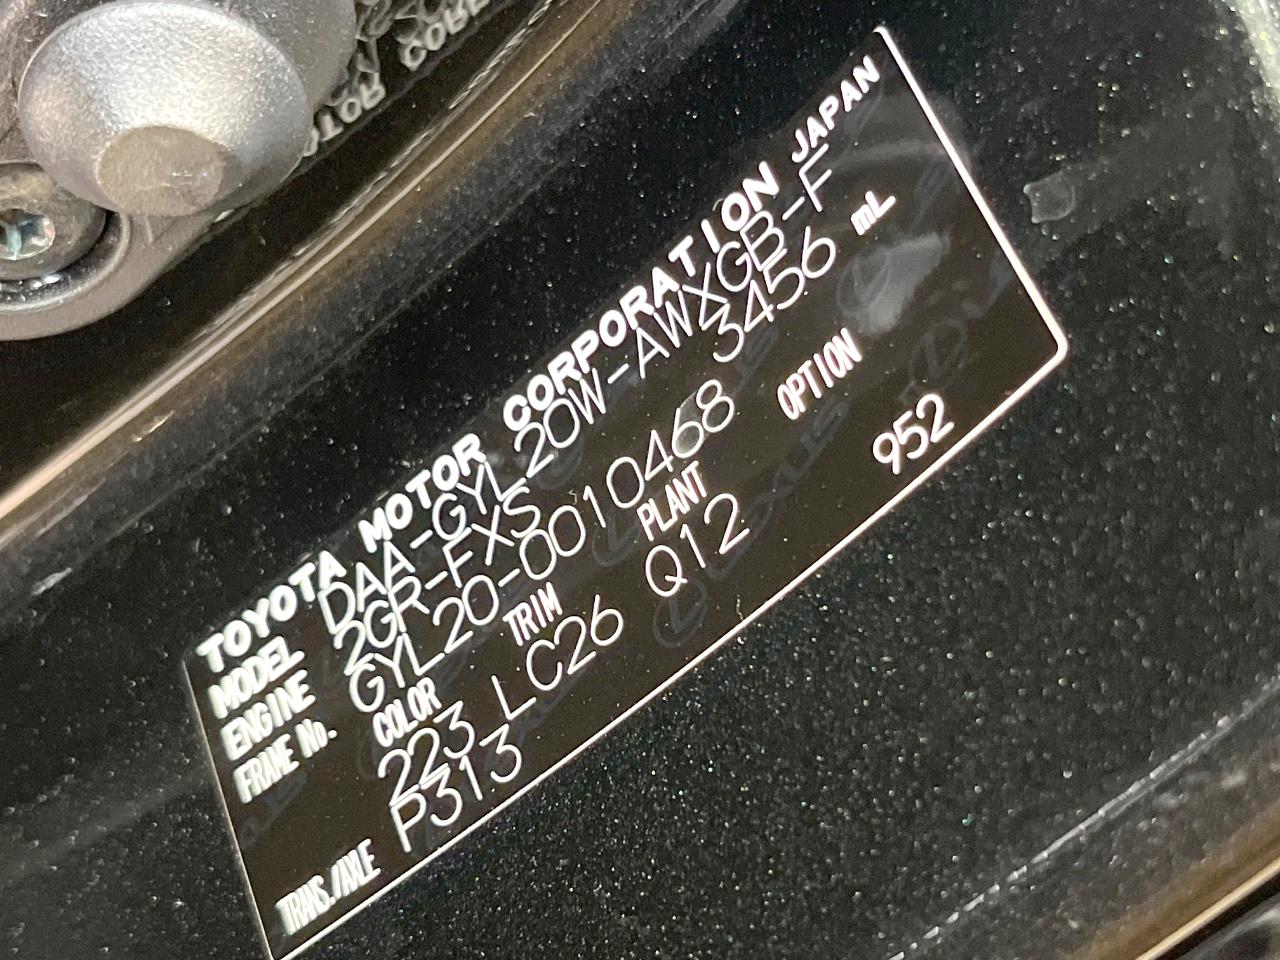 TOYOTA MOTOR CORPORATION JAPAN
MODEL DAA-GYL20W-AWXGB-F
ENGINE 2GR-FXS 3456 mL
FRAME No. GYL20-0010468
COLOR TRIM PLANT OPTION
223 LC26 Q12 952
TRANS./AXLE P313